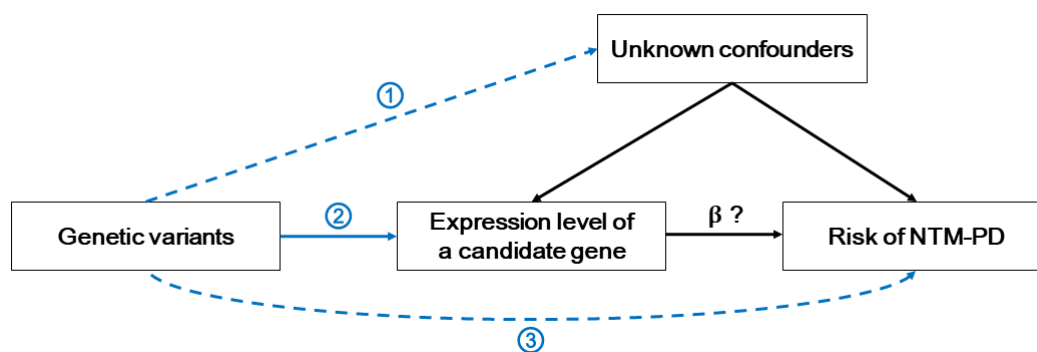 Unknown confounders
①
Genetic variants
②
Expression level of
a candidate gene
β ?
Risk of NTM-PD
③